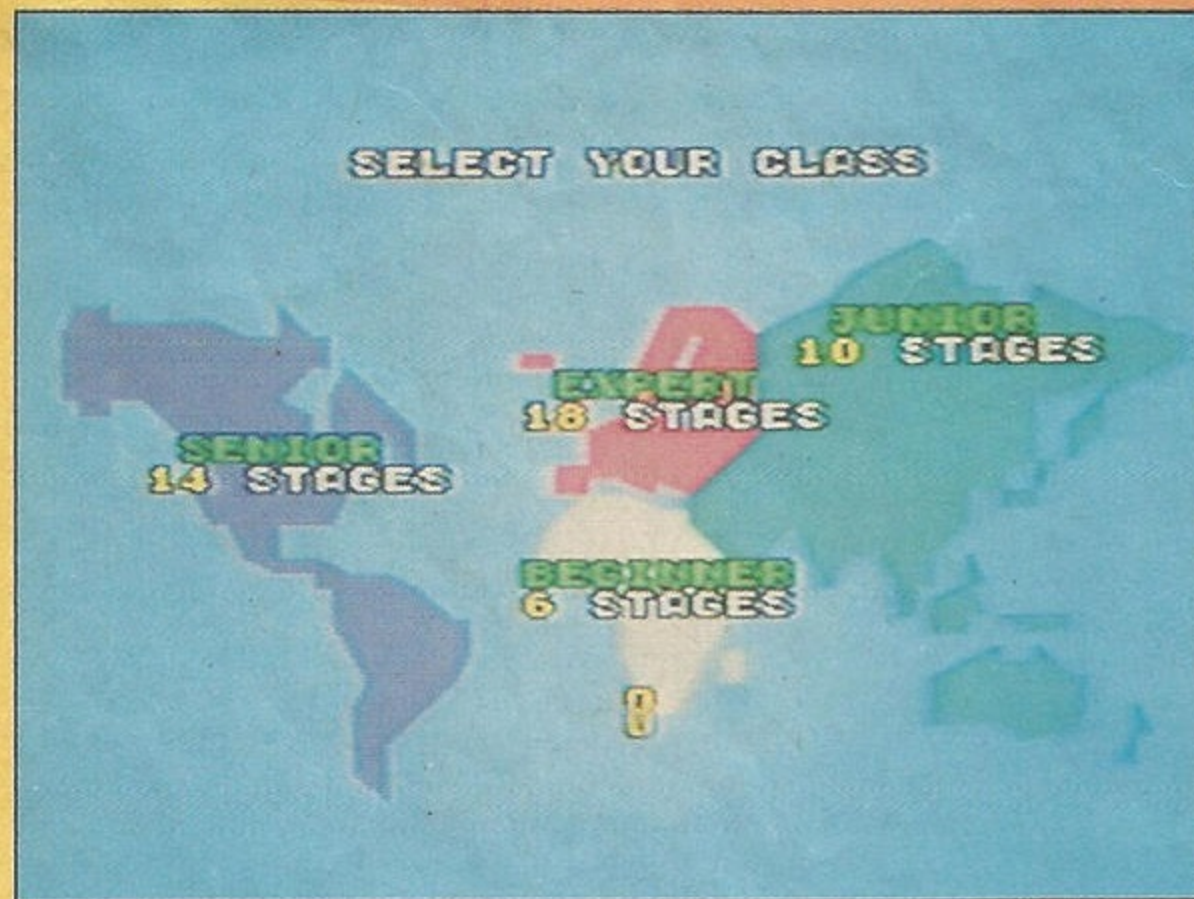 SELECT YOUR CLASS
JUNIOR
10 STAGES
EXPERT
18 STAGES
SENIOR
14 STAGES
BEGINNER
6 STAGES